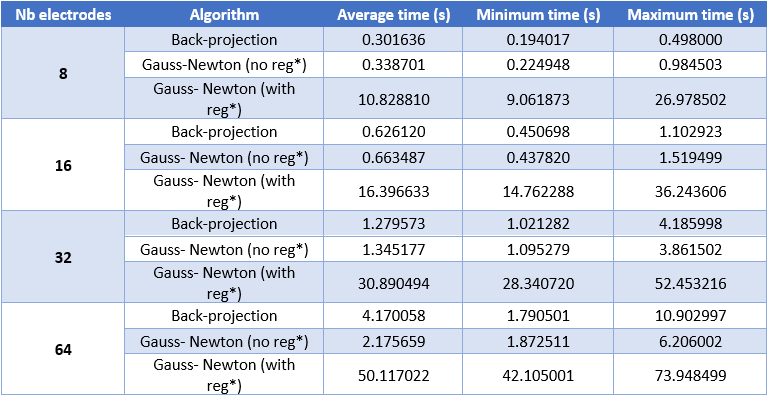 Nb electrodes Algorithm Average time (s) Minimum time (s) Maximum time (s)
8
Back-projection 0.301636 0.194017 0.498000
Gauss-Newton (no reg*) 0.338701 0.224948 0.984503
Gauss- Newton (with
reg*) 10.828810 9.061873 26.978502
16
Back-projection 0.626120 0.450698 1.102923
Gauss- Newton (no reg*) 0.663487 0.437820 1.519499
Gauss- Newton (with
reg*) 16.396633 14.762288 36.243606
32
Back-projection 1.279573 1.021282 4.185998
Gauss- Newton (no reg*) 1.345177 1.095279 3.861502
Gauss- Newton (with
reg*) 30.890494 28.340720 52.453216
64
Back-projection 4.170058 1.790501 10.902997
Gauss- Newton (no reg*) 2.175659 1.872511 6.206002
Gauss- Newton (with
reg*) 50.117022 42.105001 73.948499